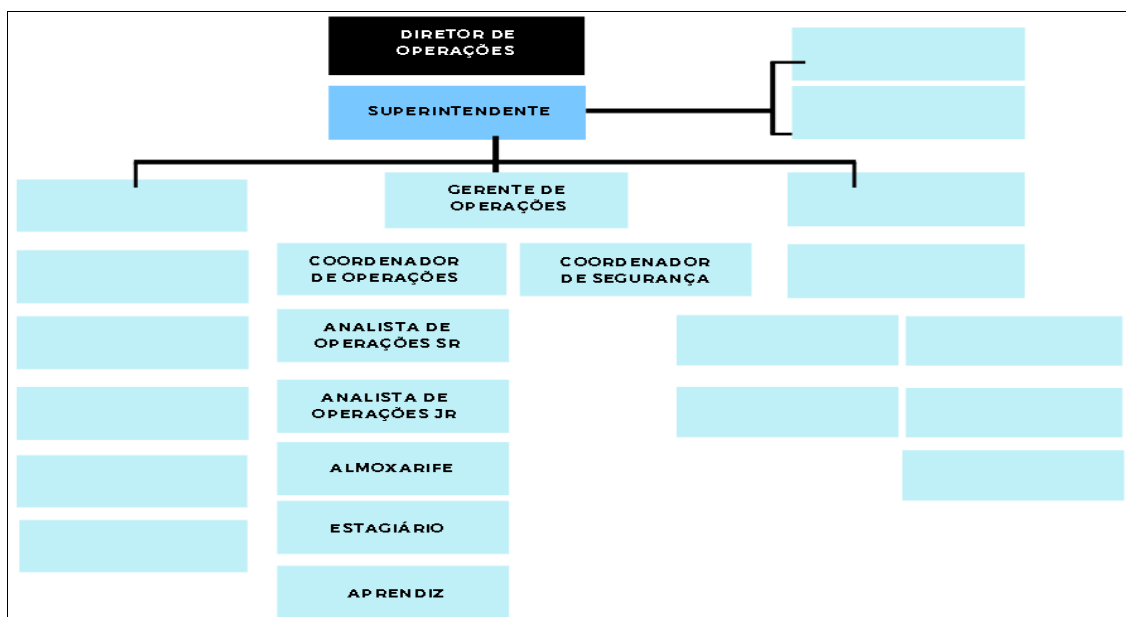 DIRETOR DE
OPERAÇÕES
SUPERINTENDENTE
GERENTE DE
OPERAÇÕES
COORDENADOR
DE OPERAÇÕES
COORDENADOR
DE SEGURANÇA
ANALISTA DE
OPERAÇÕES SR
ANALISTA DE
OPERAÇÕES JR
ALMOXARIFE
ESTAGIÁRIO
APRENDIZ